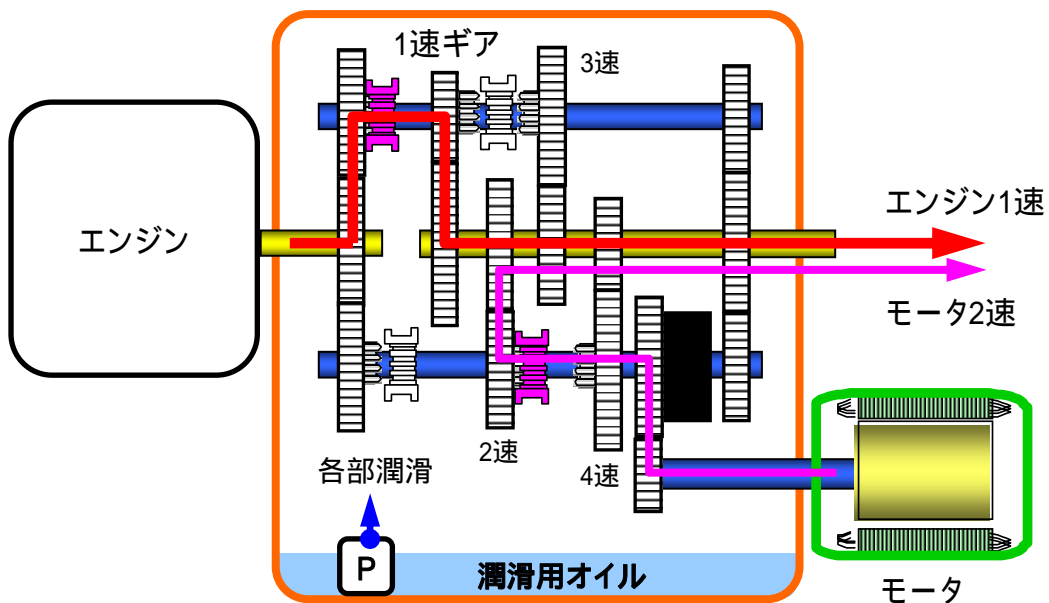 1速ギア
3速
エンジン
エンジン1速
モータ2速
2速
4速
各部潤滑
P
潤滑用オイル
モータ